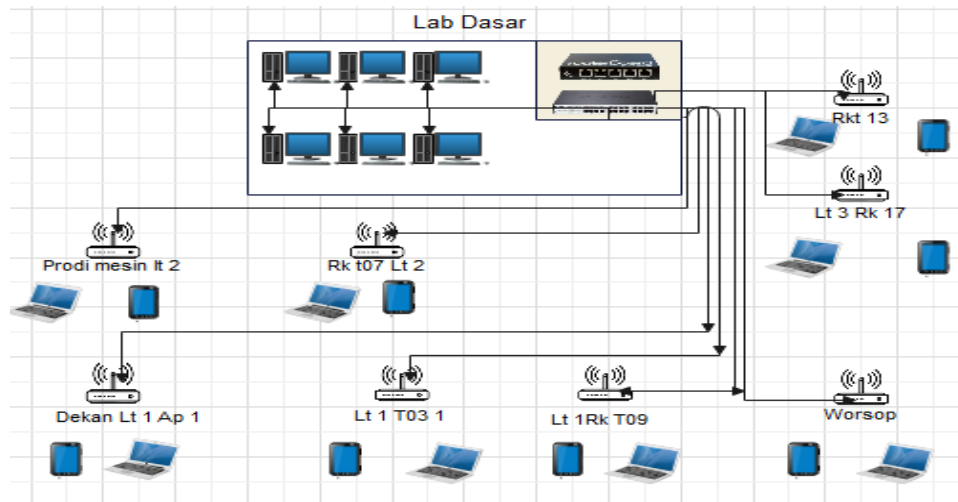 Lab Dasar
Rkt 13
Lt 3 Rk 17
Prodi mesin lt 2
Rk t07 Lt 2
Dekan Lt 1 Ap 1
Lt 1 T03 1
Lt 1Rk T09
Worsop